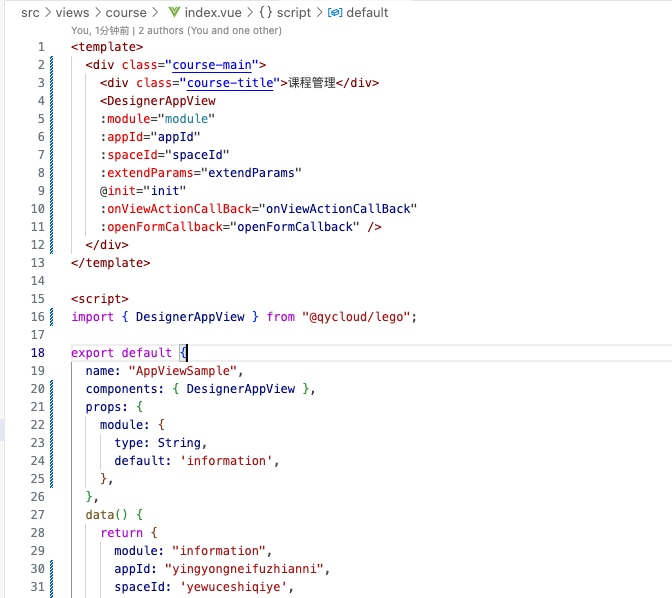 src > views > course > index.vue > {} script > default
You, 1分钟前 | 2 authors (You and one other)
1 <template>
2 <div class="course-main">
3 <div class="course-title">课程管理</div>
4 <DesignerAppView
5 :module="module"
6 :appId="appId"
7 :spaceId="spaceId"
8 :extendParams="extendParams"
9 @init="init"
10 :onViewActionCallBack="onViewActionCallBack"
11 :openFormCallback="openFormCallback" />
12 </div>
13 </template>
14
15 <script>
16 import { DesignerAppView } from "@qycloud/lego";
17
18 export default {
19 name: "AppViewSample",
20 components: { DesignerAppView },
21 props: {
22 module: {
23 type: String,
24 default: 'information',
25 },
26 },
27 data() {
28 return {
29 module: "information",
30 appId: "yingyongneifuzhianni",
31 spaceId: 'yewuceshiqiye',